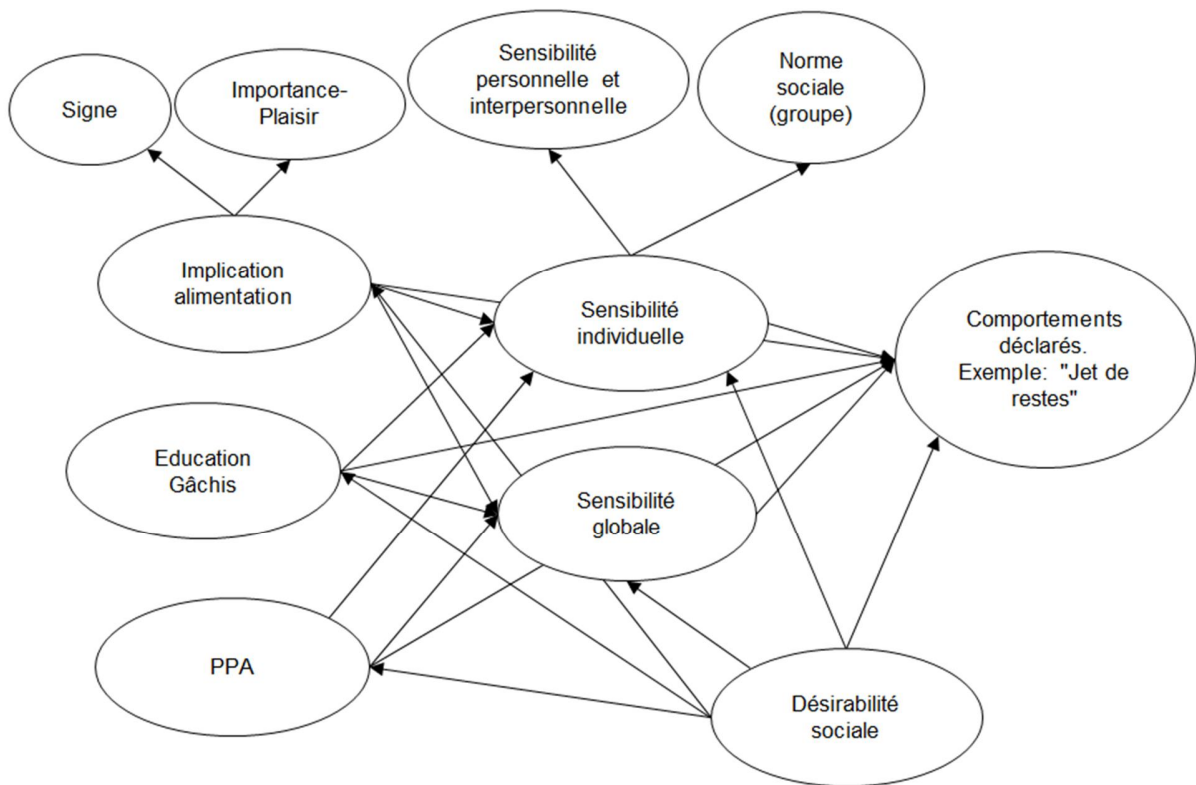 Signe
Importance-
Plaisir
Sensibilité
personnelle et
interpersonnelle
Norme
sociale
(groupe)
Implication
alimentation
Sensibilité
individuelle
Comportements
déclarés.
Exemple: "Jet de
restes"
Education
Gâchis
Sensibilité
globale
PPA
Désirabilité
sociale